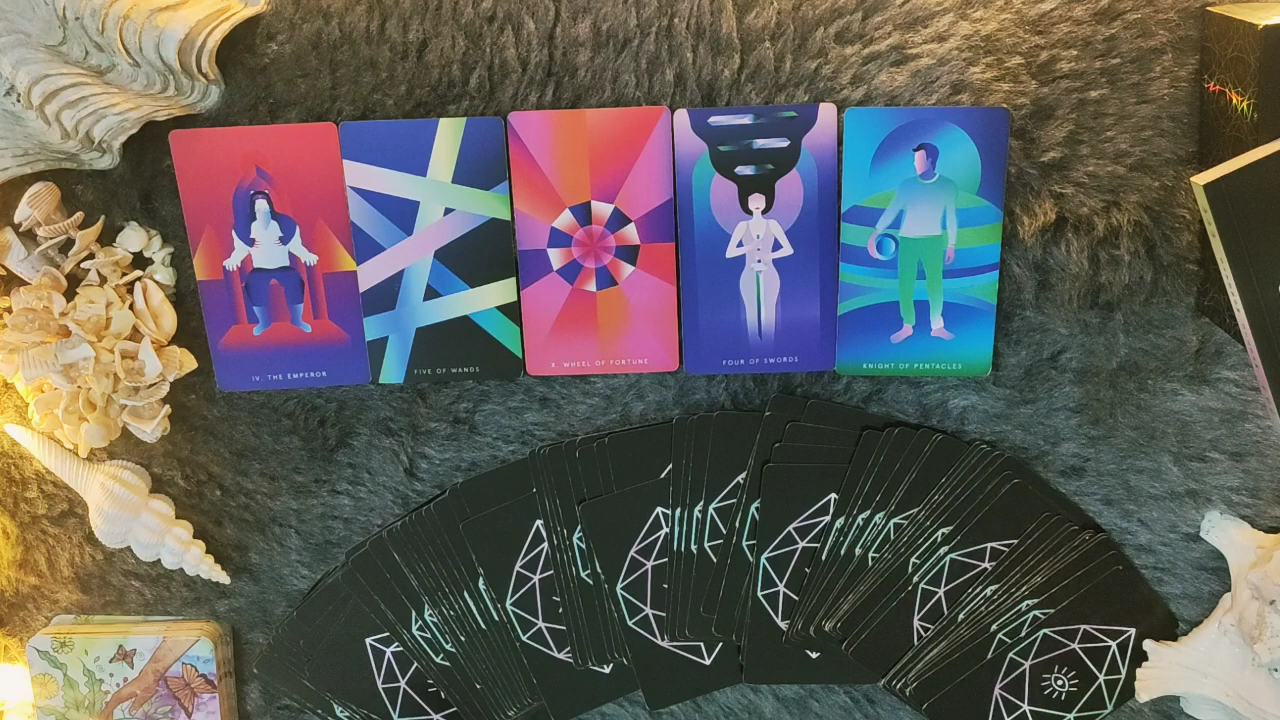 IV. THE EMPEROR
FIVE OF WANDS
X. WHEEL OF FORTUNE
FOUR OF SWORDS
KNIGHT OF PENTACLES